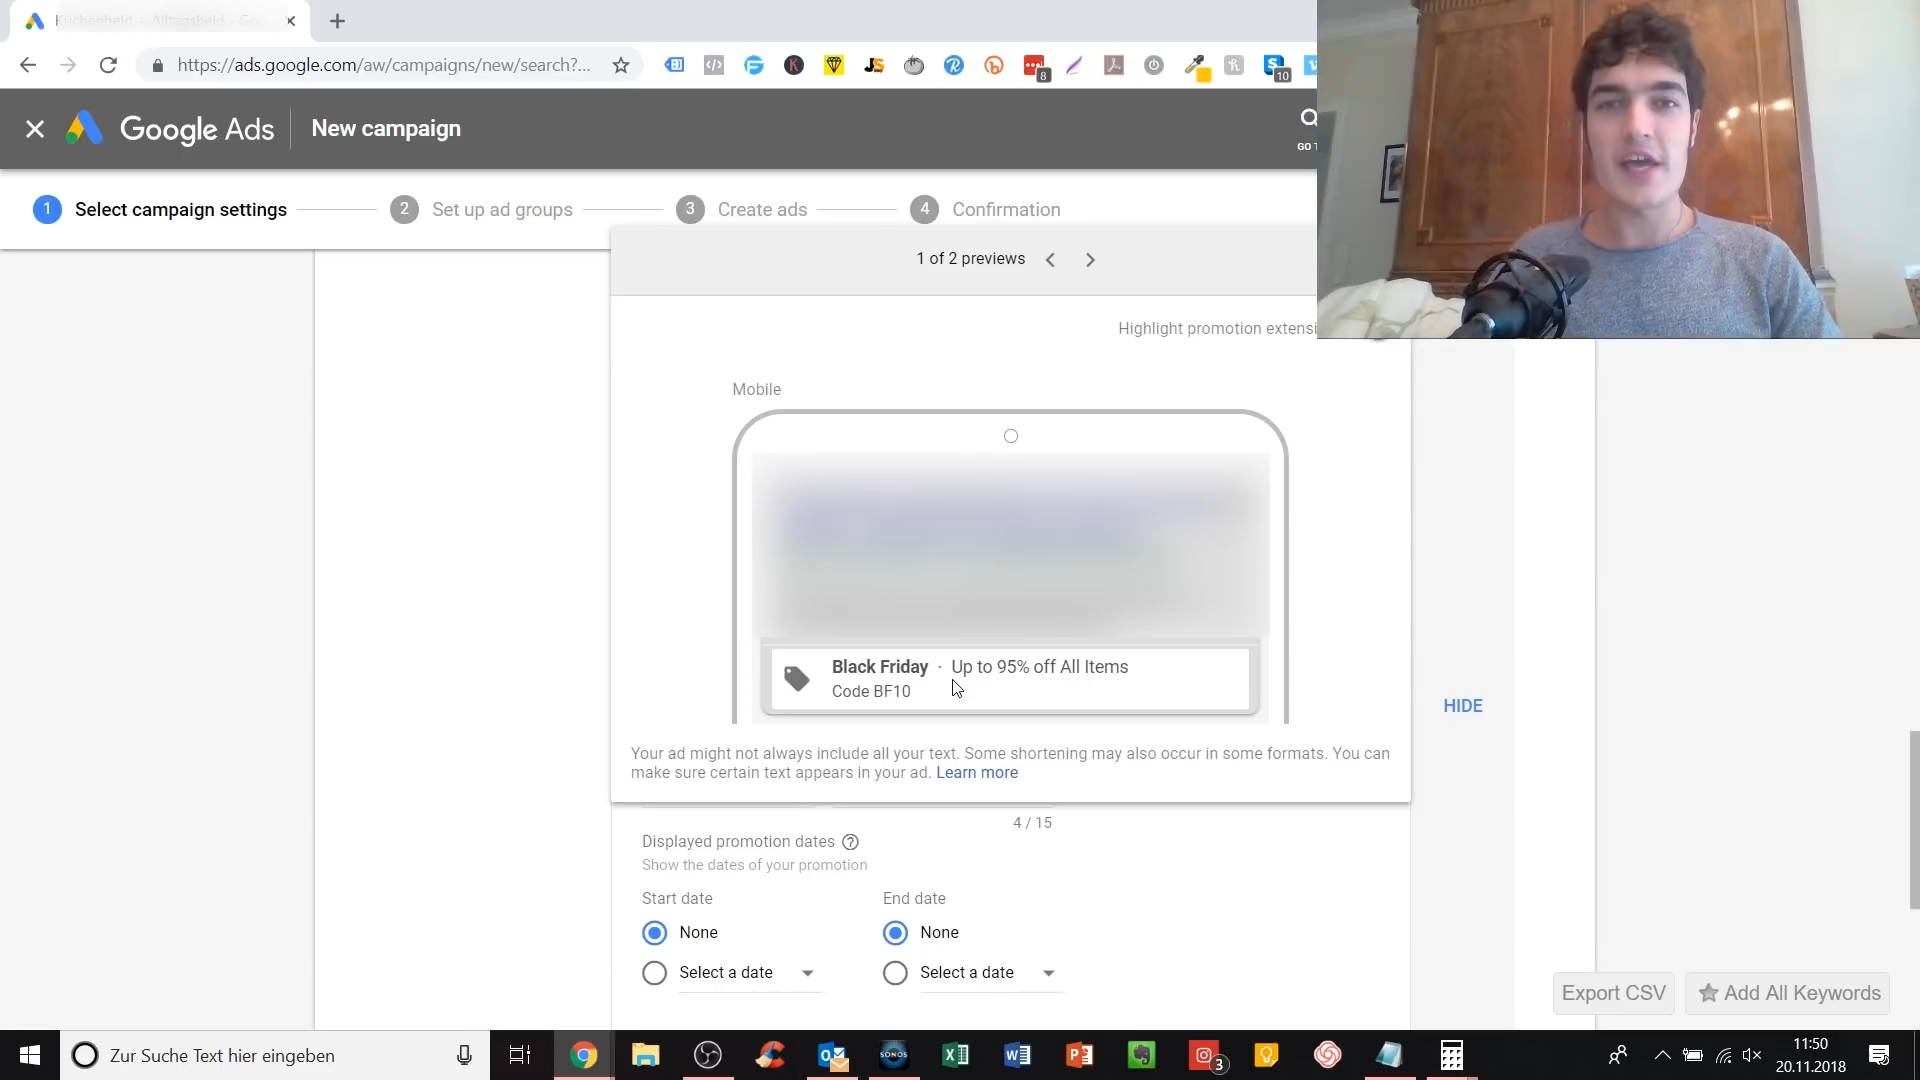 https://ads.google.com/aw/campaigns/new/search?...
8
10
Google Ads
New campaign
1 Select campaign settings
2 Set up ad groups
3 Create ads
4 Confirmation
1 of 2 previews
Highlight promotion extensi
Mobile
Black Friday · Up to 95% off All Items
Code BF10
HIDE
Your ad might not always include all your text. Some shortening may also occur in some formats. You can
make sure certain text appears in your ad. Learn more
4 / 15
Displayed promotion dates
Show the dates of your promotion
Start date
End date
None
None
Select a date
Select a date
Export CSV
Add All Keywords
Zur Suche Text hier eingeben
SONOS
3
11:50
20.11.2018